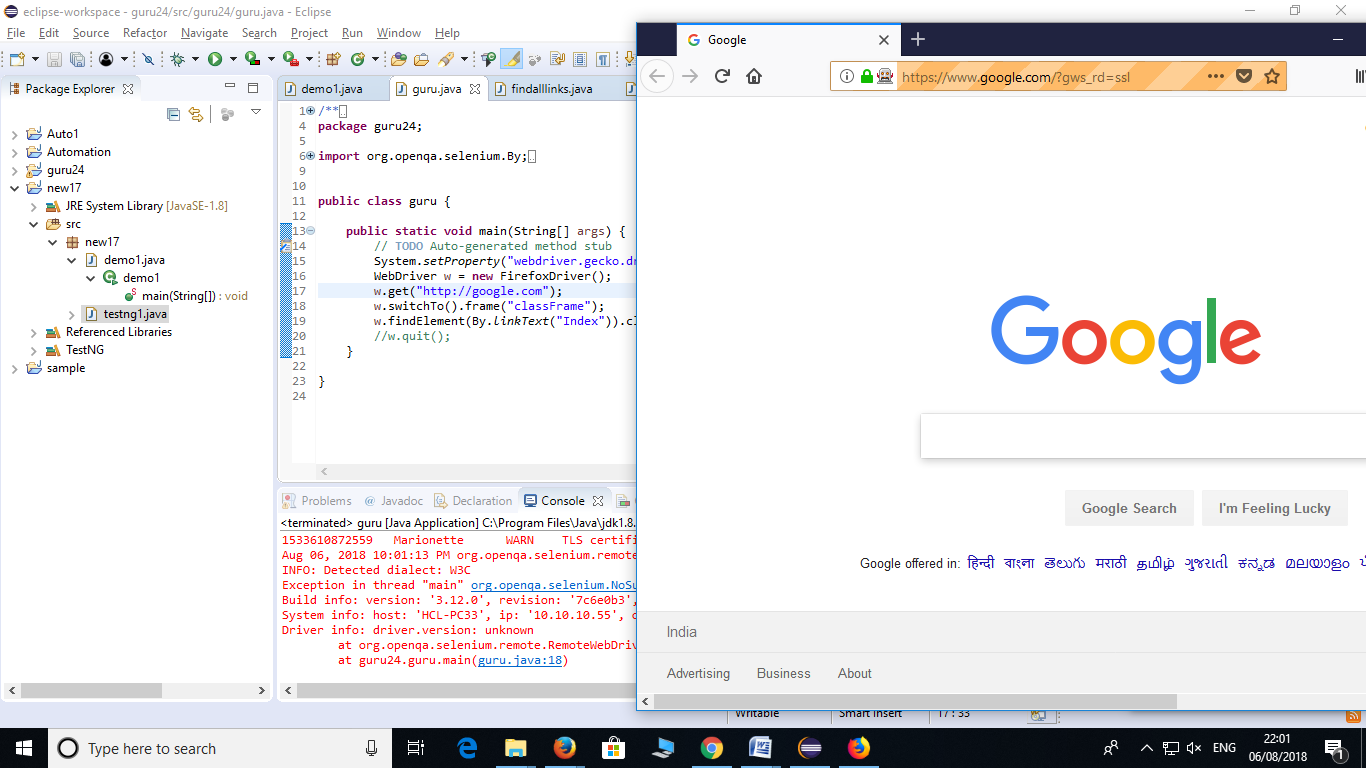 eclipse-workspace - guru24/src/guru24/guru.java - Eclipse
File Edit Source Refactor Navigate Search Project Run Window Help
Package Explorer
Auto1
Automation
guru24
new17
JRE System Library [JavaSE-1.8]
src
new17
demo1.java
demo1
main(String[]) : void
testng1.java
Referenced Libraries
TestNG
sample
demo1.java guru.java findalllinks.java
1 /**
4 package guru24;
5
6 import org.openqa.selenium.By;
9
10
11 public class guru {
12
13 public static void main(String[] args) {
14 // TODO Auto-generated method stub
15 System.setProperty("webdriver.gecko.dr
16 WebDriver w = new FirefoxDriver();
17 w.get("http://google.com");
18 w.switchTo().frame("classFrame");
19 w.findElement(By.linkText("Index")).cl
20 //w.quit();
21 }
22
23 }
24
Problems @ Javadoc Declaration Console
<terminated> guru [Java Application] C:\Program Files\Java\jdk1.8.
1533610872559 Marionette WARN TLS certifi
Aug 06, 2018 10:01:13 PM org.openqa.selenium.remote
INFO: Detected dialect: W3C
Exception in thread "main" org.openqa.selenium.NoSu
Build info: version: '3.12.0', revision: '7c6e0b3',
System info: host: 'HCL-PC33', ip: '10.10.10.55', o
Driver info: driver.version: unknown
at org.openqa.selenium.remote.RemoteWebDriv
at guru24.guru.main(guru.java:18)
Writable Smart Insert 17 : 33
Google
https://www.google.com/?gws_rd=ssl
Google
Google Search I'm Feeling Lucky
Google offered in: हिन्दी বাংলা తెలుగు मराठी தமிழ் ગુજરાતી ಕನ್ನಡ മലയാളം
India
Advertising Business About
Type here to search
ENG
22:01
06/08/2018
1